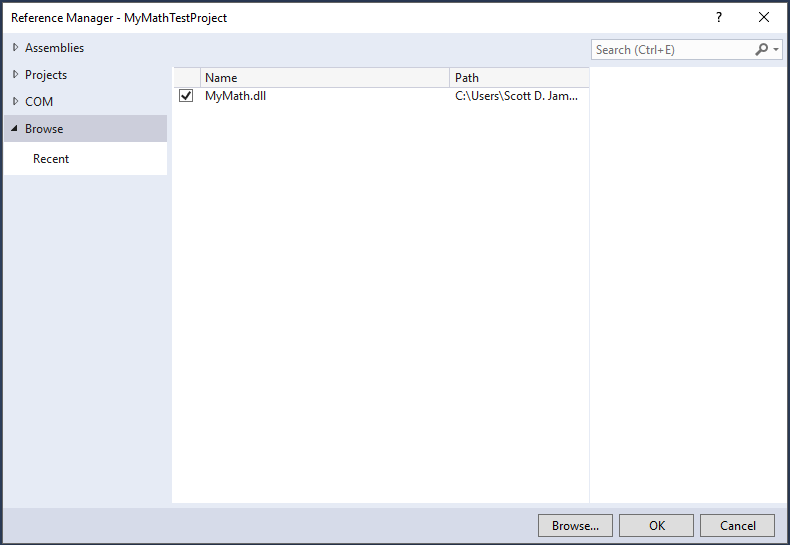 Reference Manager - MyMathTestProject
?
Assemblies
Search (Ctrl+E)
Projects
Name Path
MyMath.dll C:\Users\Scott D. Jam...
COM
Browse
Recent
Browse... OK Cancel